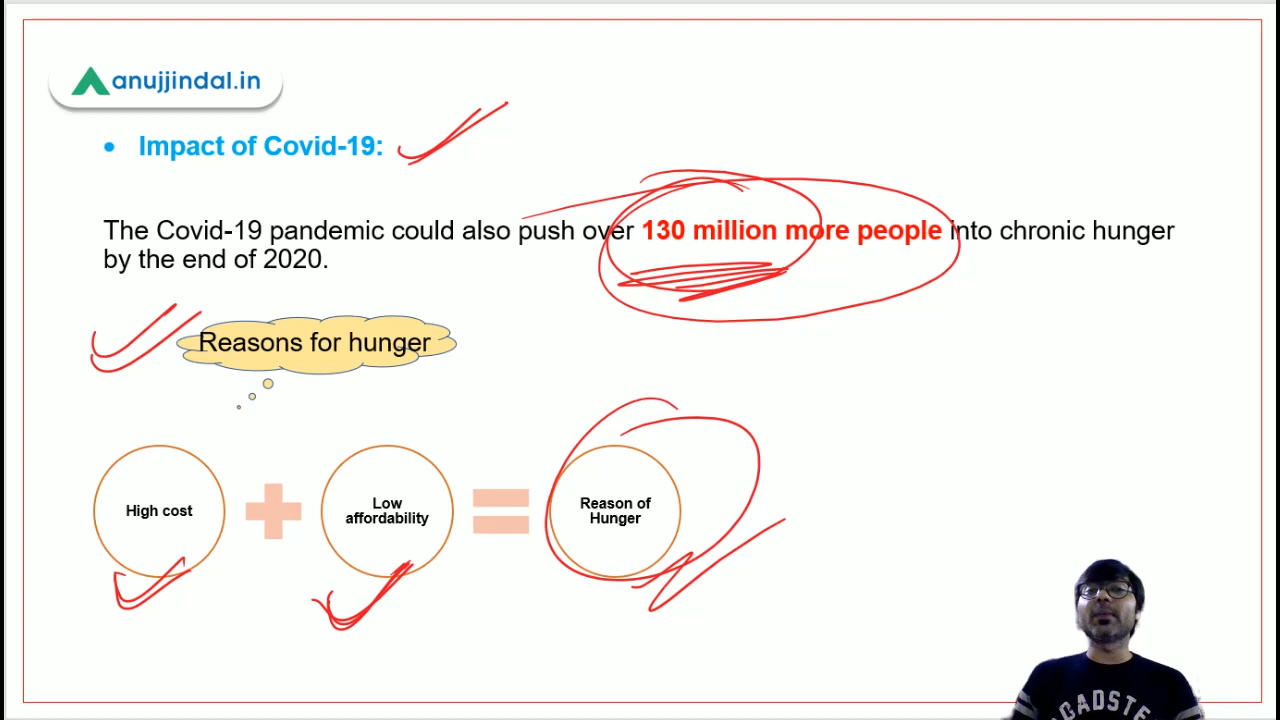 anujjindal.in
• Impact of Covid-19:
The Covid-19 pandemic could also push over 130 million more people into chronic hunger
by the end of 2020.
Reasons for hunger
High cost
Low
affordability
Reason of
Hunger